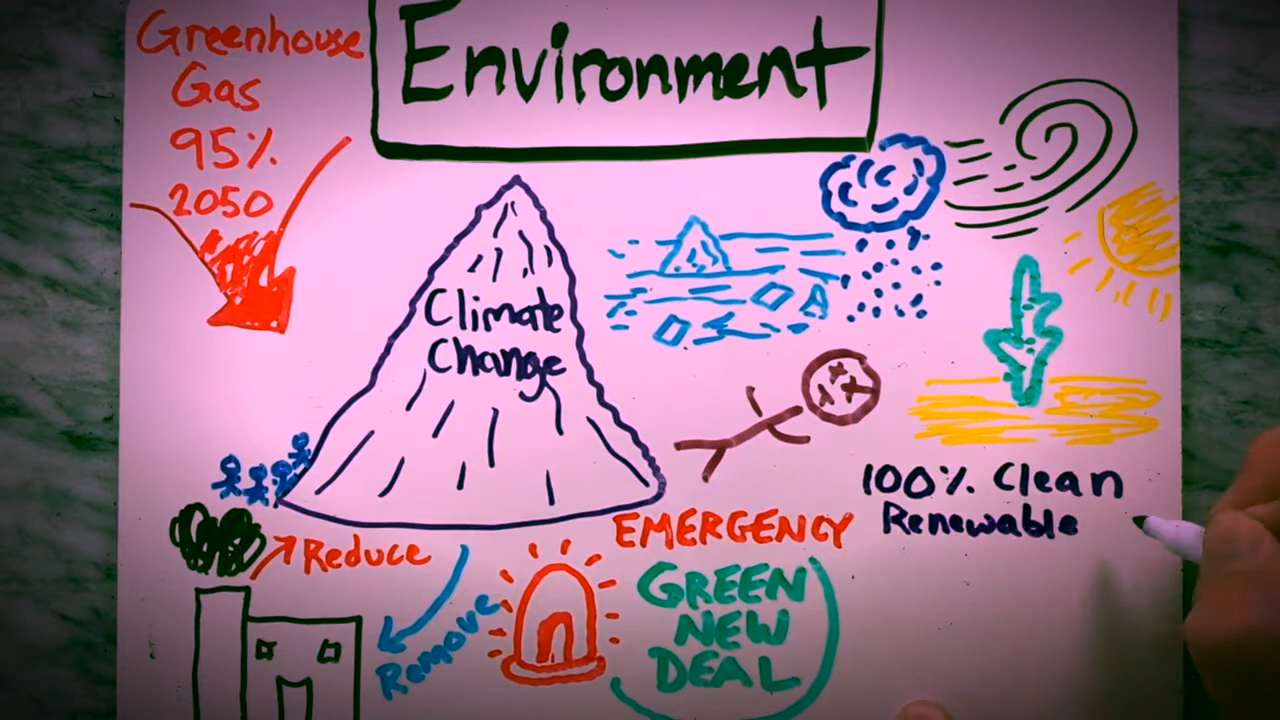 Environment
Greenhouse
Gas
95%
2050
Climate
Change
100% Clean
Renewable
EMERGENCY
Reduce
Remove
GREEN
NEW
DEAL